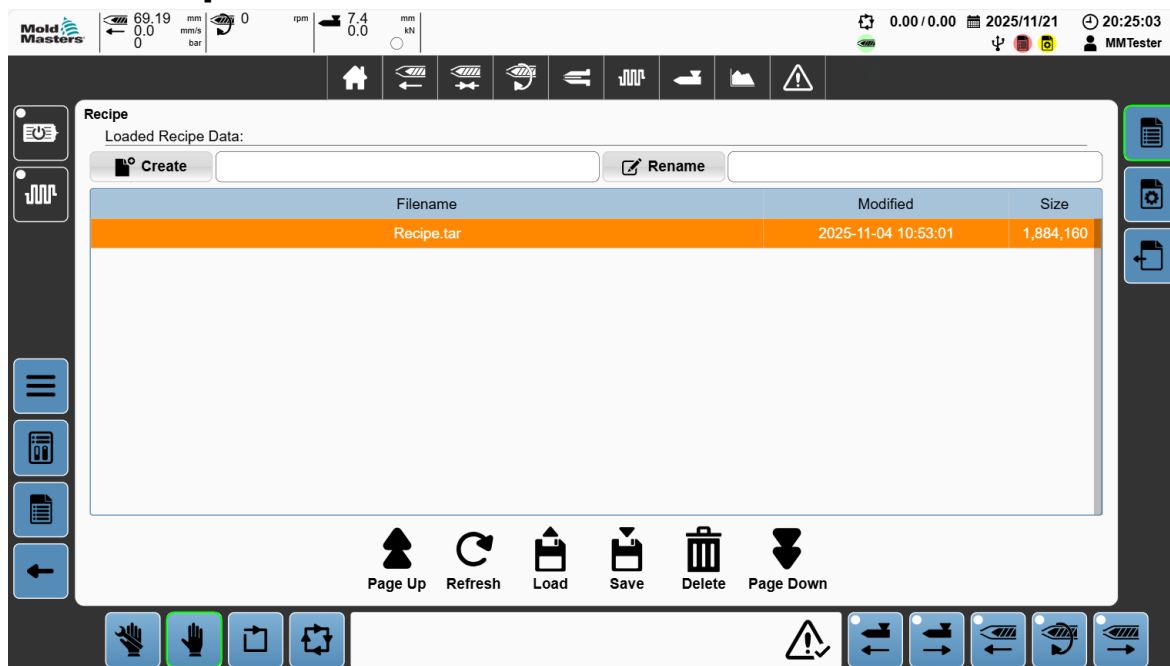 Mold
Masters
69.19 mm
0.0 mm/s
0 bar
0 rpm
7.4 mm
0.0 kN
0.00 / 0.00 2025/11/21 20:25:03
MMTester
Recipe
Loaded Recipe Data:
Create Rename
Filename Modified Size
Recipe.tar 2025-11-04 10:53:01 1,884,160
Page Up Refresh Load Save Delete Page Down